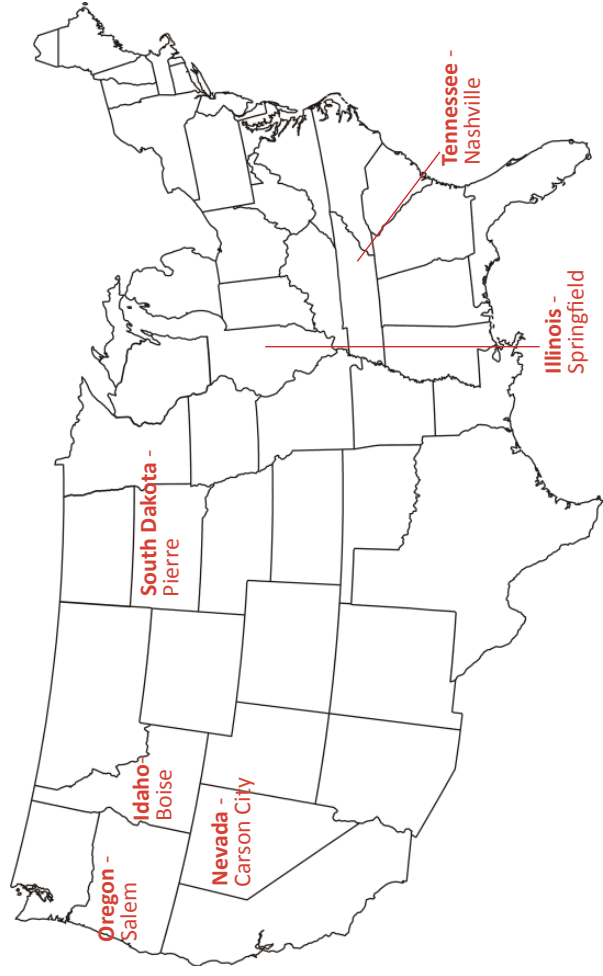 Oregon -
Salem
Idaho-
Boise
South Dakota -
Pierre
Nevada -
Carson City
Tennessee -
Nashville
Illinois -
Springfield